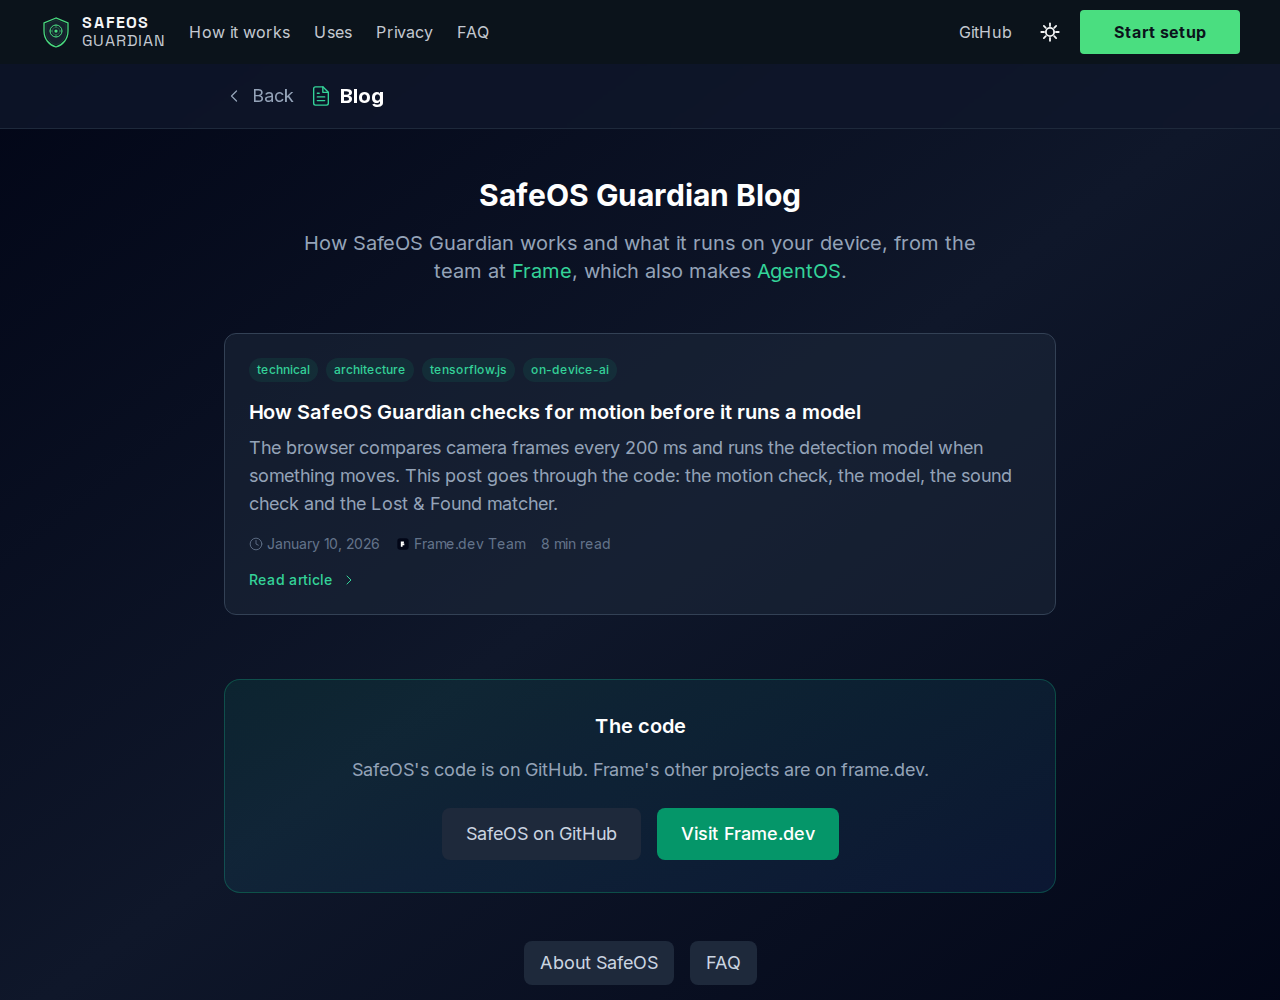 SAFEOS
GUARDIAN
How it works
Uses
Privacy
FAQ
GitHub
Start setup
Back
Blog
SafeOS Guardian Blog
How SafeOS Guardian works and what it runs on your device, from the
team at Frame, which also makes AgentOS.
technical
architecture
tensorflow.js
on-device-ai
How SafeOS Guardian checks for motion before it runs a model
The browser compares camera frames every 200 ms and runs the detection model when
something moves. This post goes through the code: the motion check, the model, the sound
check and the Lost & Found matcher.
January 10, 2026
Frame.dev Team
8 min read
Read article
The code
SafeOS's code is on GitHub. Frame's other projects are on frame.dev.
SafeOS on GitHub
Visit Frame.dev
About SafeOS
FAQ